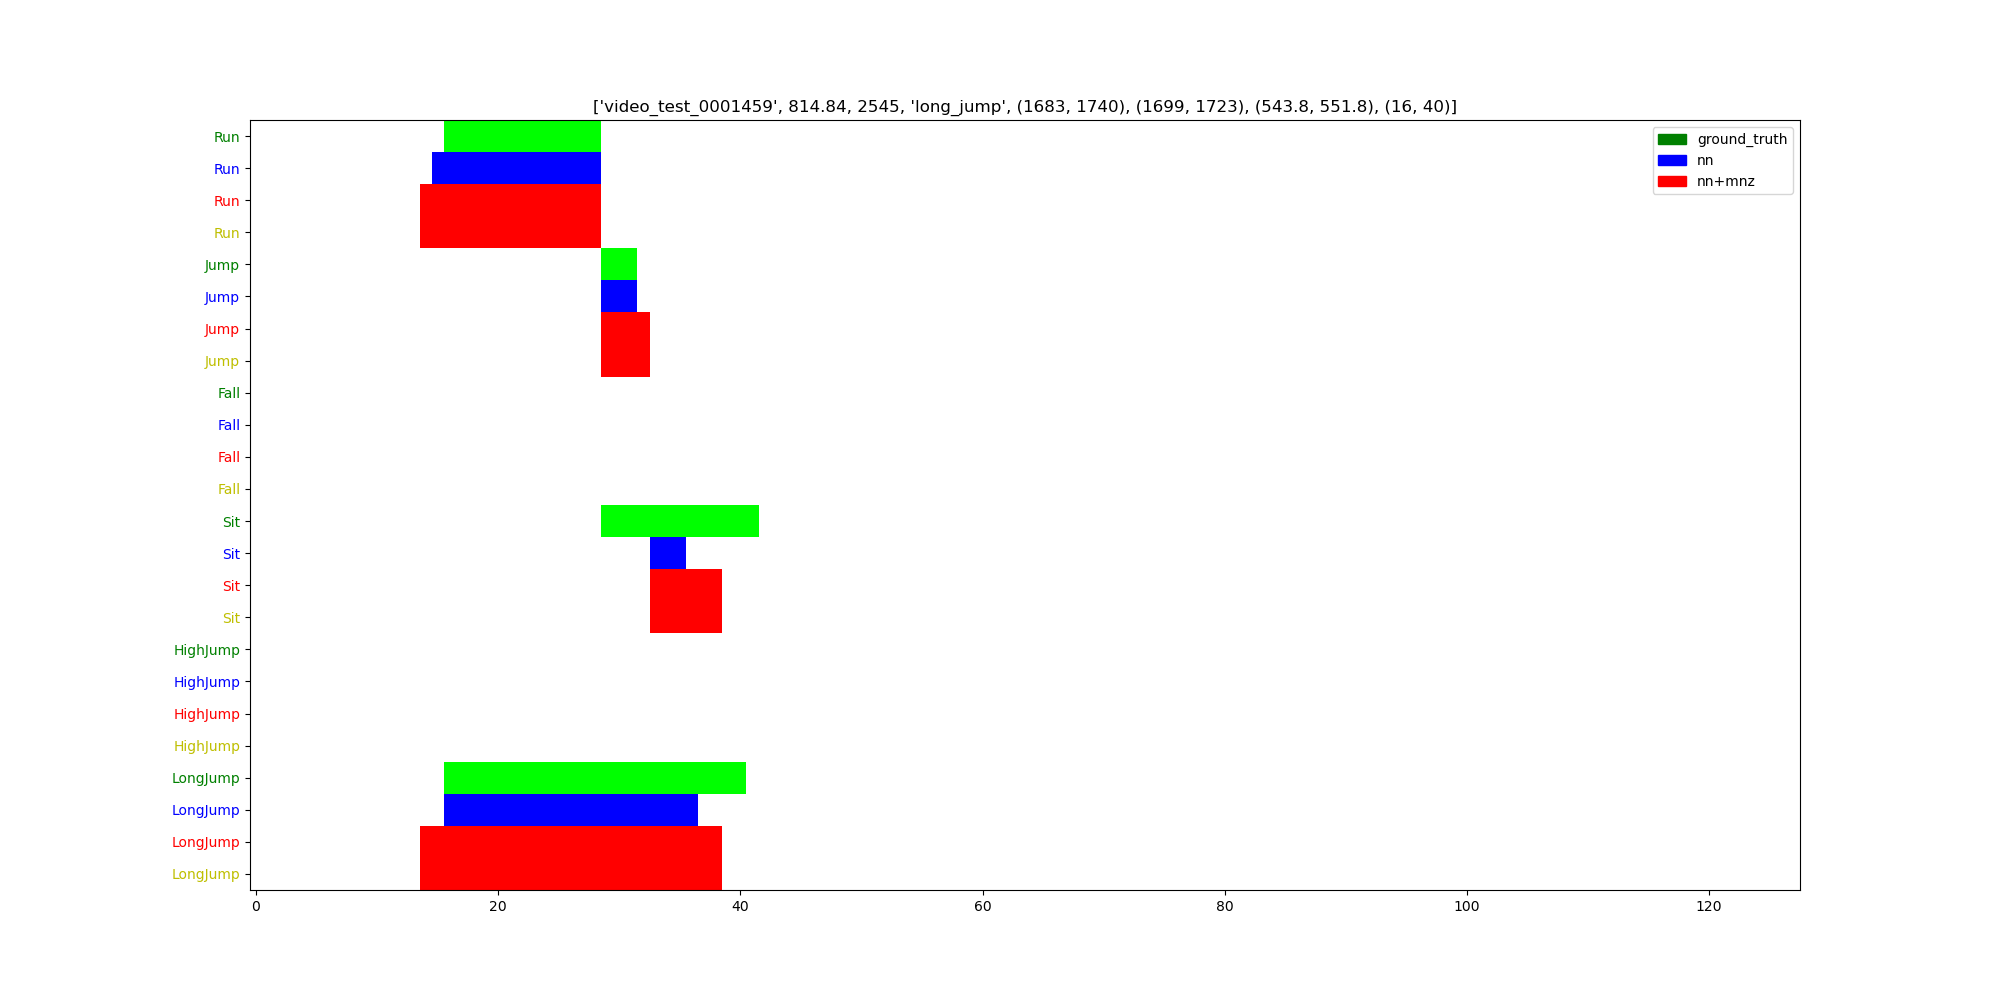 ['video_test_0001459', 814.84, 2545, 'long_jump', (1683, 1740), (1699, 1723), (543.8, 551.8), (16, 40)]
ground_truth
nn
nn+mnz
Run
Run
Run
Run
Jump
Jump
Jump
Jump
Fall
Fall
Fall
Fall
Sit
Sit
Sit
Sit
HighJump
HighJump
HighJump
HighJump
LongJump
LongJump
LongJump
LongJump
0 20 40 60 80 100 120